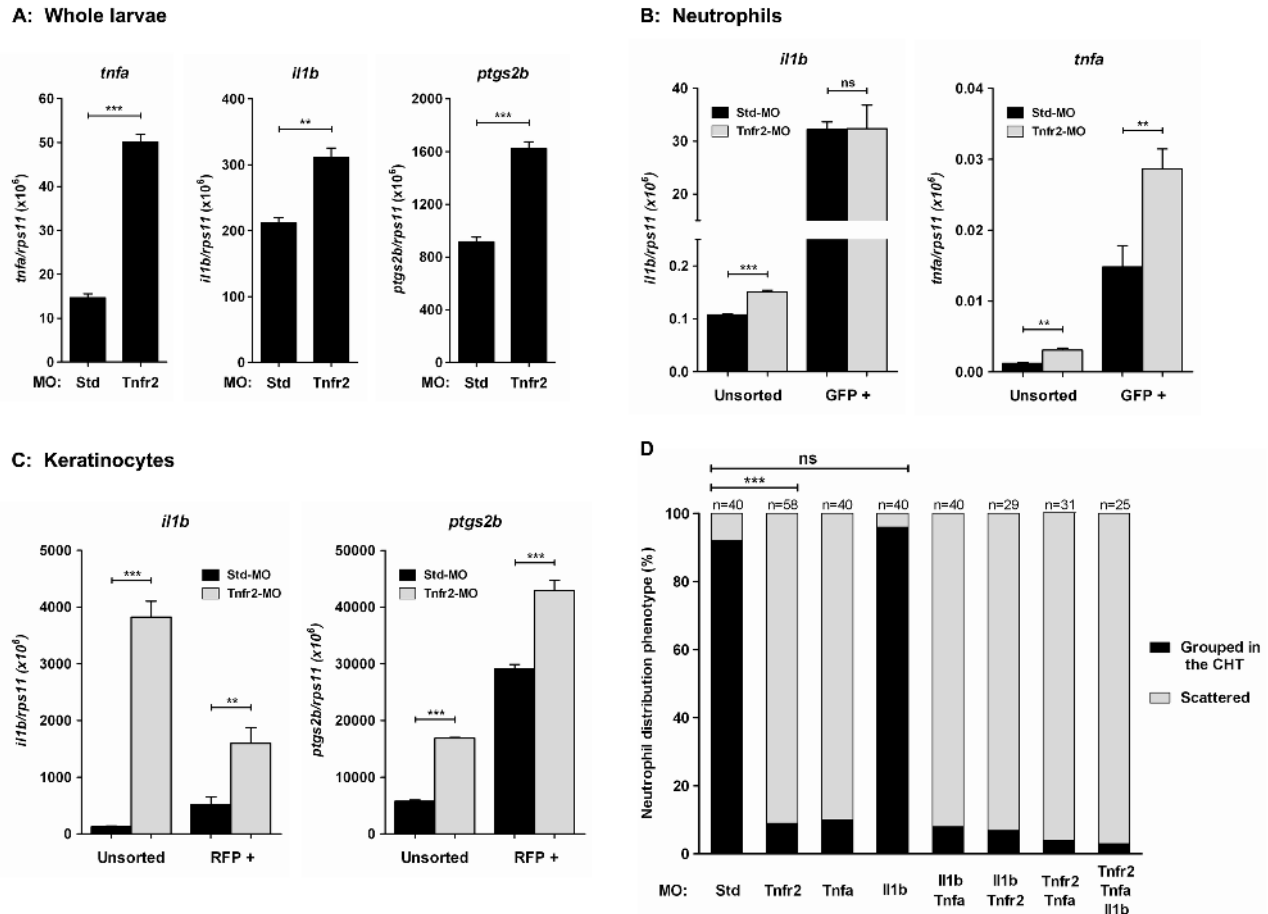 A: Whole larvae
tnfa
60
50
40
30
20
10
0
tnfa/rps11 (x10⁶)
***
MO: Std Tnfr2
il1b
400
300
200
100
0
il1b/rps11 (x10⁶)
**
MO: Std Tnfr2
ptgs2b
2000
1600
1200
800
400
0
ptgs2b/rps11 (x10⁶)
***
MO: Std Tnfr2
B: Neutrophils
il1b
40
30
20
0.2
0.1
0.0
il1b/rps11 (x10⁶)
Std-MO
Tnfr2-MO
***
ns
Unsorted GFP +
tnfa
0.04
0.03
0.02
0.01
0.00
tnfa/rps11 (x10⁶)
Std-MO
Tnfr2-MO
**
**
Unsorted GFP +
C: Keratinocytes
il1b
5000
4000
3000
2000
1000
0
il1b/rps11 (x10⁶)
Std-MO
Tnfr2-MO
***
**
Unsorted RFP +
ptgs2b
50000
40000
30000
20000
10000
0
ptgs2b/rps11 (x10⁶)
Std-MO
Tnfr2-MO
***
***
Unsorted RFP +
D
ns
***
n=40 n=58 n=40 n=40 n=40 n=29 n=31 n=25
100
80
60
40
20
0
Neutrophil distribution phenotype (%)
Grouped in
the CHT
Scattered
MO: Std Tnfr2 Tnfa Il1b
Il1b
Tnfa
Il1b
Tnfr2
Tnfr2
Tnfa
Tnfr2
Tnfa
Il1b